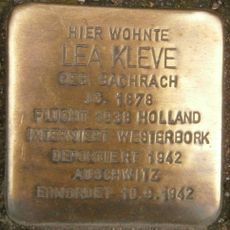 HIER WOHNTE
LEA KLEVE
GEB. BACHRACH
JG. 1878
FLUCHT 1938 HOLLAND
INTERNIERT WESTERBORK
DEPORTIERT 1942
AUSCHWITZ
ERMORDET 10.9.1942